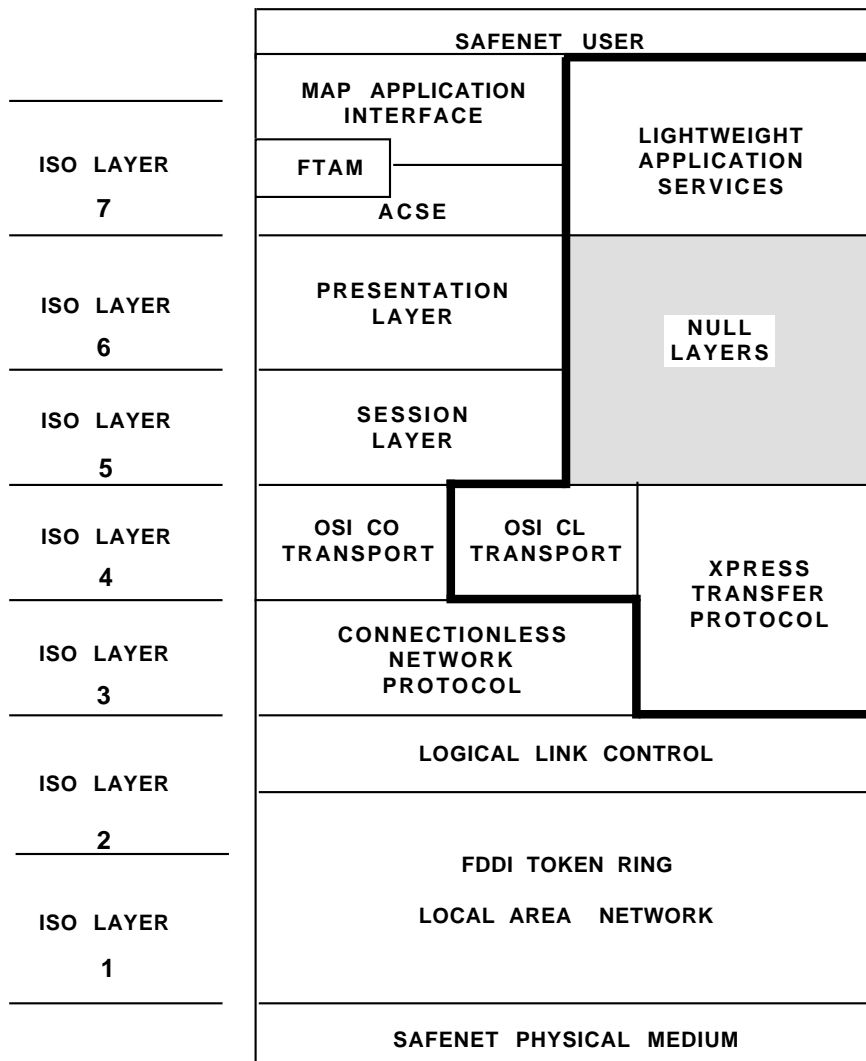 SAFENET USER
MAP APPLICATION
INTERFACE
LIGHTWEIGHT
APPLICATION
SERVICES
ISO LAYER
7
FTAM
ACSE
ISO LAYER
6
PRESENTATION
LAYER
NULL
LAYERS
ISO LAYER
5
SESSION
LAYER
ISO LAYER
4
OSI CO
TRANSPORT
OSI CL
TRANSPORT
XPRESS
TRANSFER
PROTOCOL
ISO LAYER
3
CONNECTIONLESS
NETWORK
PROTOCOL
LOGICAL LINK CONTROL
ISO LAYER
2
FDDI TOKEN RING
LOCAL AREA NETWORK
ISO LAYER
1
SAFENET PHYSICAL MEDIUM